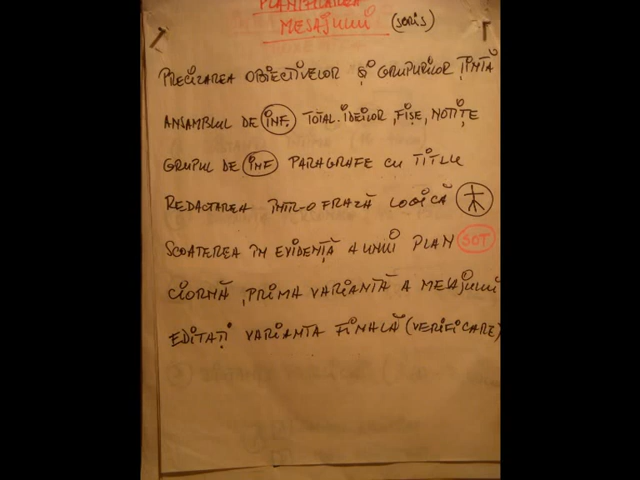 PLANIFICAREA
MESAJULUI (SCRIS)
PRECIZAREA OBIECTIVELOR ȘI GRUPURILOR ȚINTĂ
ANSAMBLUL DE INF. TOTAL. IDEILOR, FIȘE, NOTIȚE
GRUPUL DE INF PARAGRAFE CU TITLU
REDACTAREA ÎNTR-O FRAZĂ LOGICĂ
SCOATEREA ÎN EVIDENȚĂ A UNUI PLAN SDT
CIORNĂ, PRIMA VARIANTĂ A MESAJULUI
EDITAȚI VARIANTA FINALĂ (VERIFICARE)